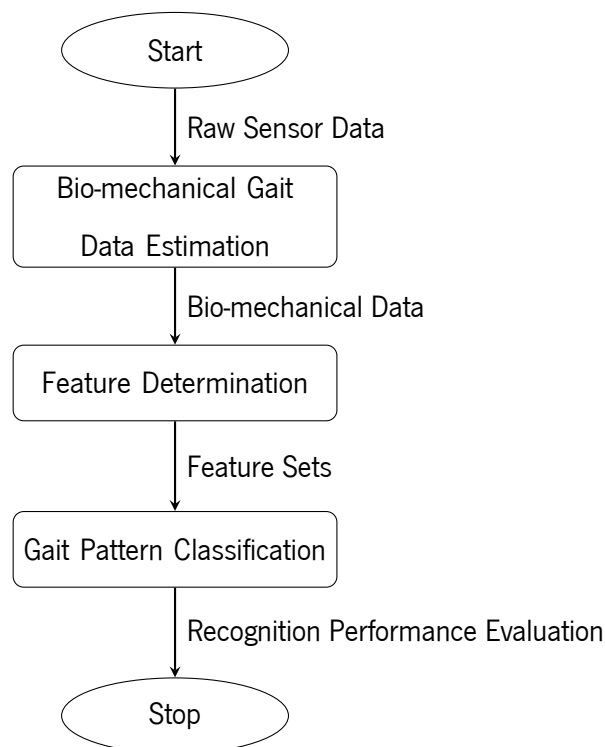 Start
Raw Sensor Data
Bio-mechanical Gait
Data Estimation
Bio-mechanical Data
Feature Determination
Feature Sets
Gait Pattern Classification
Recognition Performance Evaluation
Stop